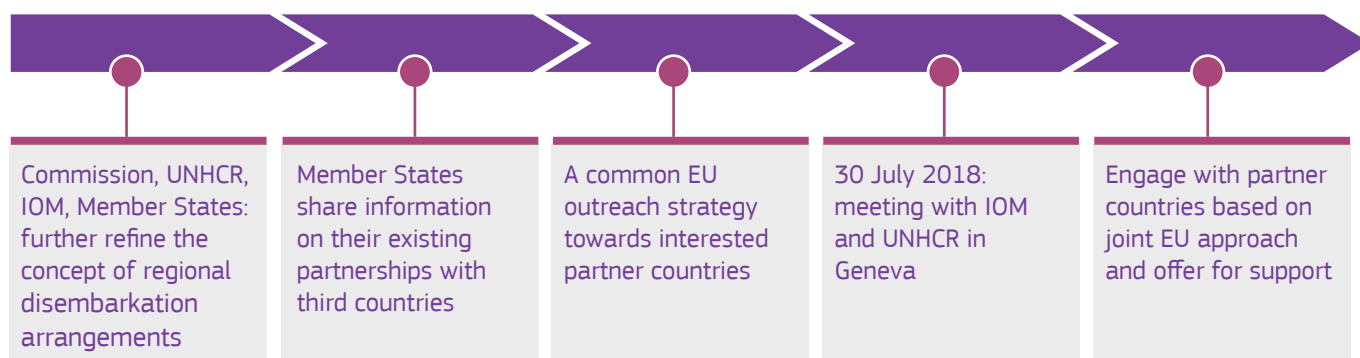 Commission, UNHCR,
IOM, Member States:
further refine the
concept of regional
disembarkation
arrangements
Member States
share information
on their existing
partnerships with
third countries
A common EU
outreach strategy
towards interested
partner countries
30 July 2018:
meeting with IOM
and UNHCR in
Geneva
Engage with partner
countries based on
joint EU approach
and offer for support